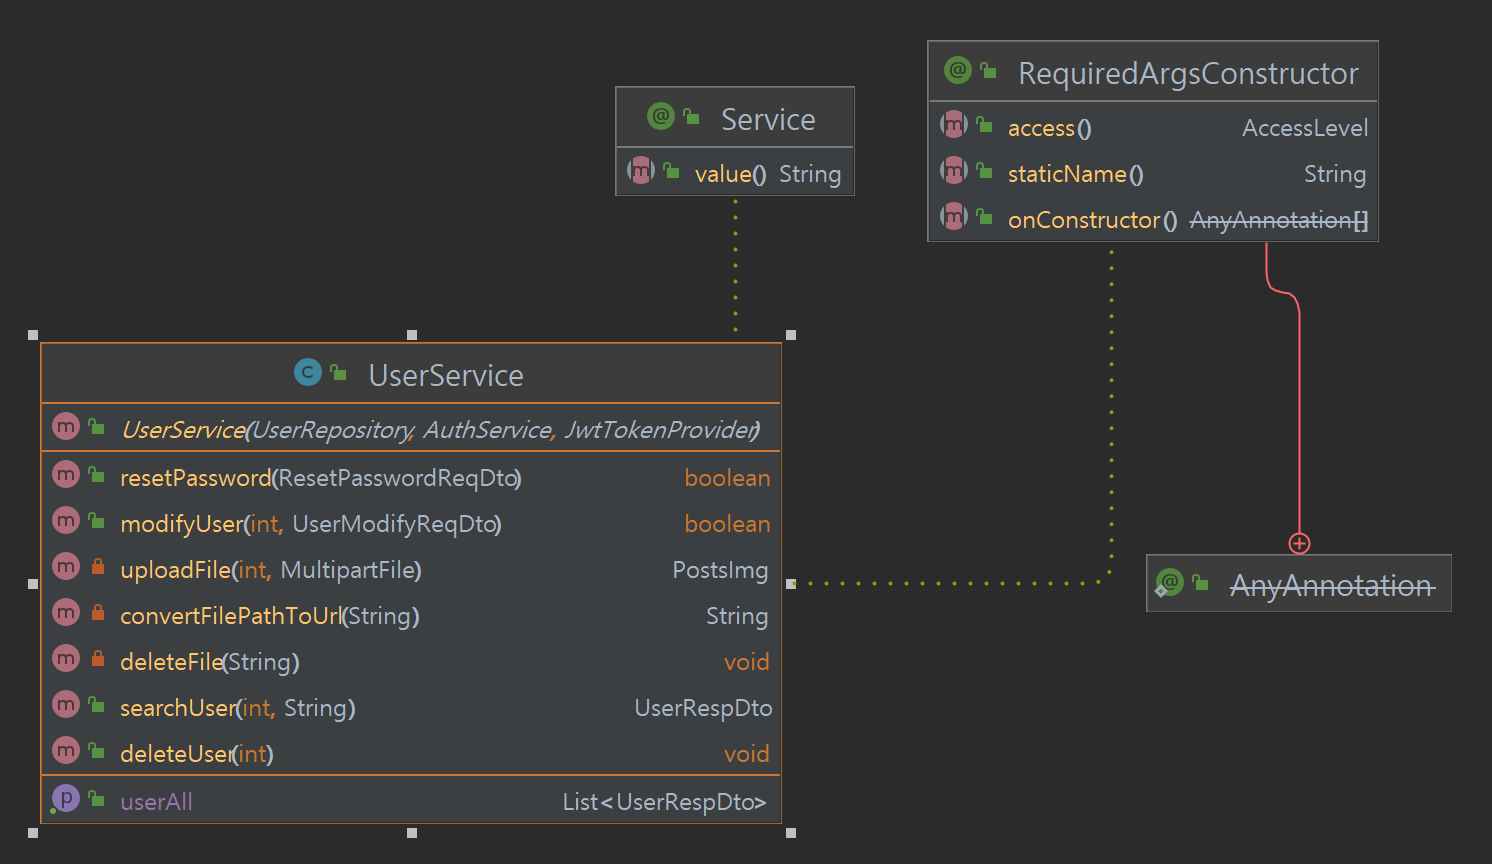 Service
value() String
RequiredArgsConstructor
access() AccessLevel
staticName() String
onConstructor() AnyAnnotation[]
UserService
UserService(UserRepository, AuthService, JwtTokenProvider)
resetPassword(ResetPasswordReqDto) boolean
modifyUser(int, UserModifyReqDto) boolean
uploadFile(int, MultipartFile) PostsImg
convertFilePathToUrl(String) String
deleteFile(String) void
searchUser(int, String) UserRespDto
deleteUser(int) void
userAll List<UserRespDto>
AnyAnnotation